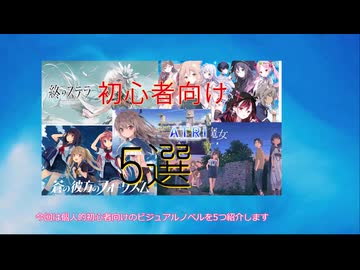 終のステラ
初心者向け
ATRI
魔女
蒼の彼方のフォーリズム
5選
今回は個人的初心者向けのビジュアルノベルを5つ紹介します